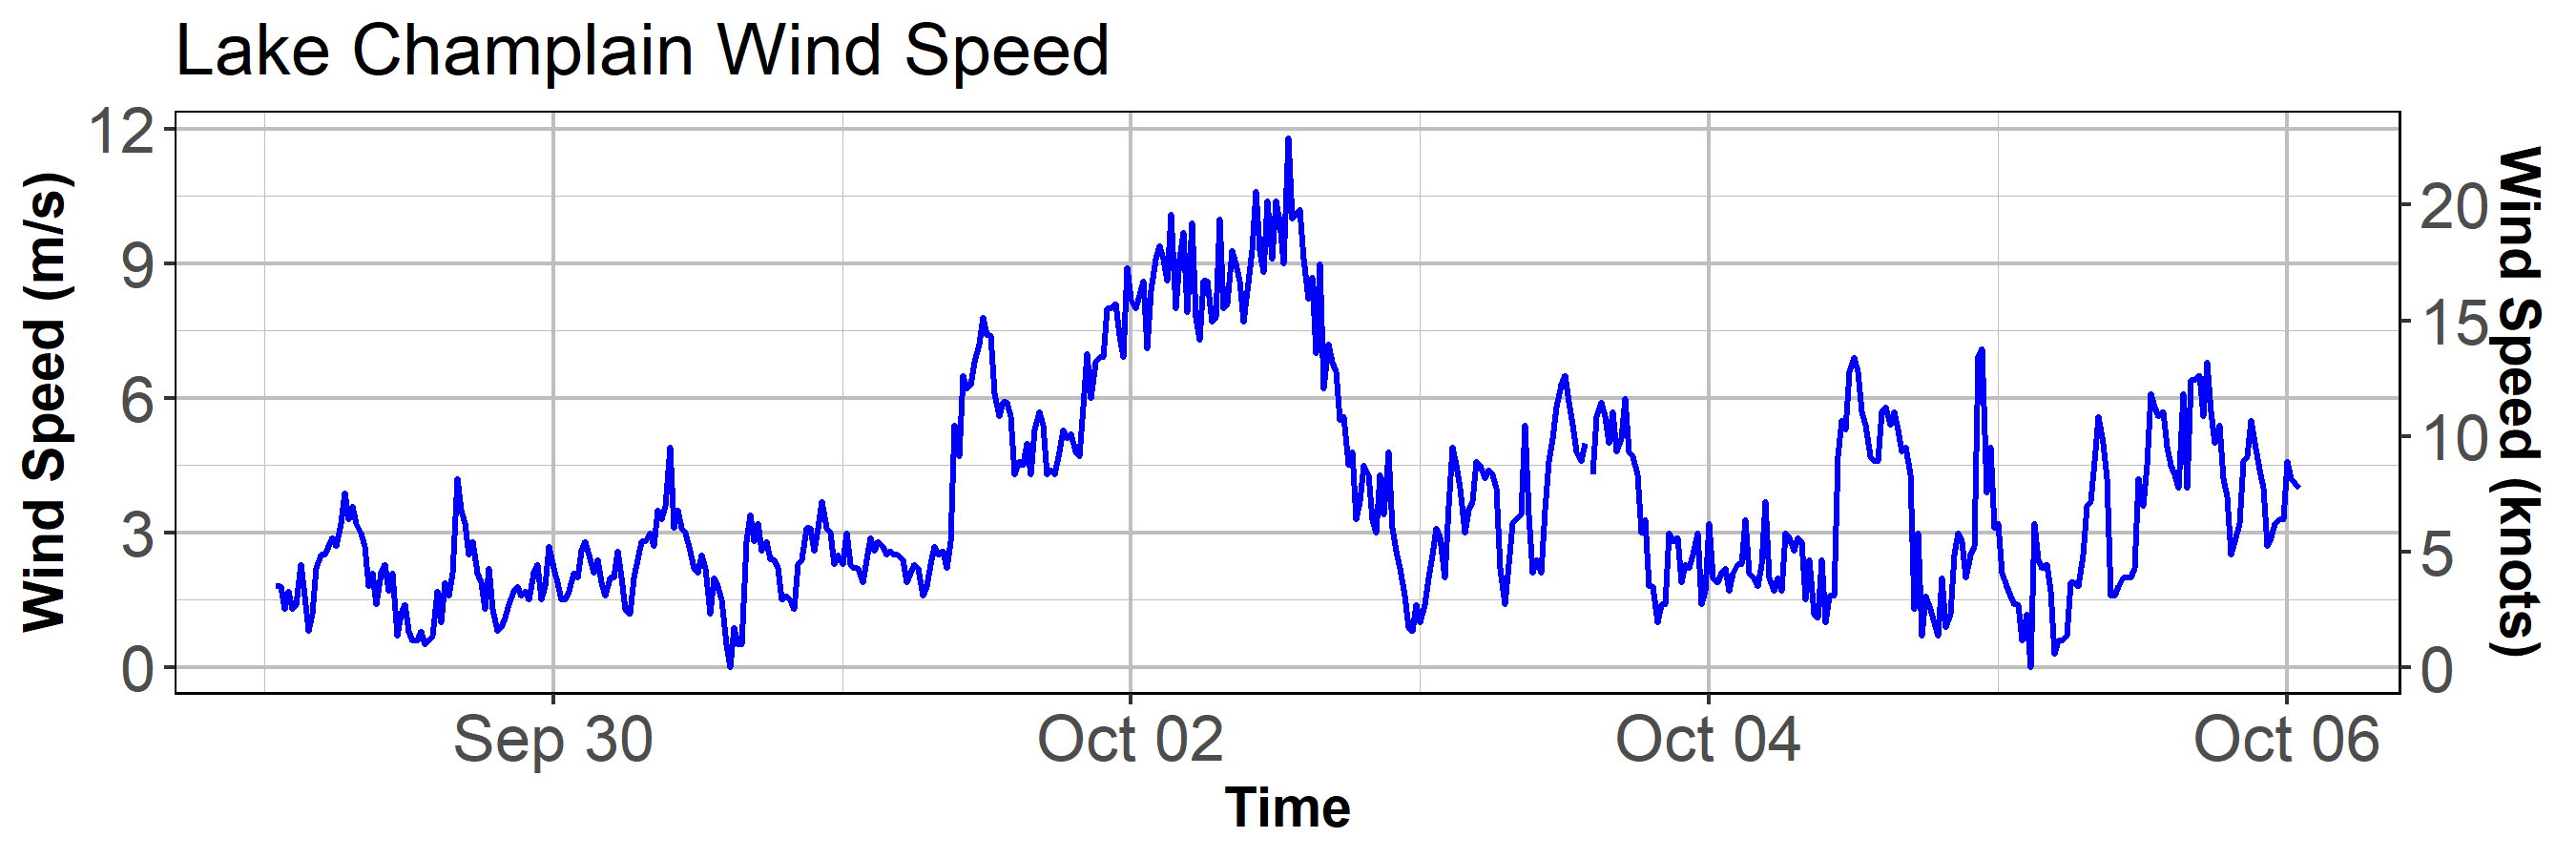 Lake Champlain Wind Speed
Wind Speed (m/s)
12
9
6
3
0
20
15
10
5
0
Wind Speed (knots)
Sep 30
Oct 02
Oct 04
Oct 06
Time